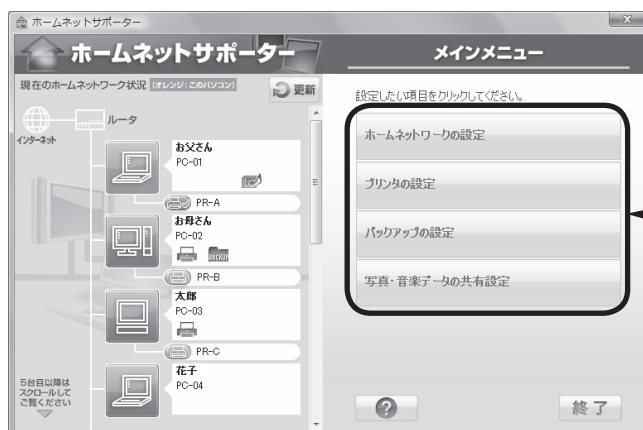 ホームネットサポーター
ホームネットサポーター
メインメニュー
現在のホームネットワーク状況 (オレンジ:このパソコン)
更新
インターネット
ルータ
お父さん
PC-01
PR-A
お母さん
PC-02
BACKUP
PR-B
太郎
PC-03
PR-C
花子
PC-04
5台目以降は
スクロールして
ご覧ください
設定したい項目をクリックしてください。
ホームネットワークの設定
プリンタの設定
バックアップの設定
写真・音楽データの共有設定
?
終了